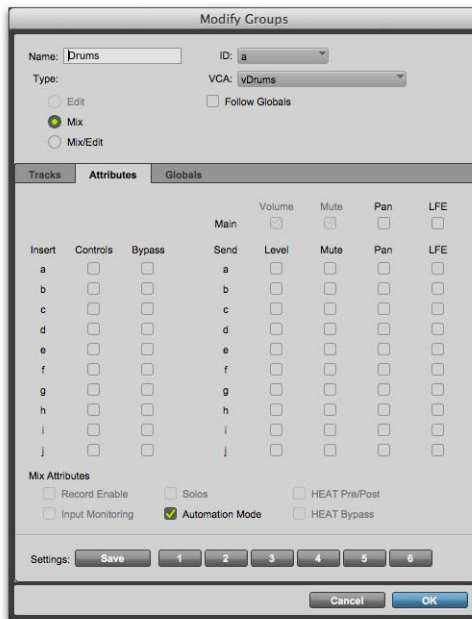 Modify Groups
Name: Drums ID: a
Type: VCA: vDrums
Edit Follow Globals
Mix
Mix/Edit
Tracks Attributes Globals
Volume Mute Pan LFE
Main
Insert Controls Bypass Send Level Mute Pan LFE
a a
b b
c c
d d
e e
f f
g g
h h
i i
j j
Mix Attributes
Record Enable Solos HEAT Pre/Post
Input Monitoring Automation Mode HEAT Bypass
Settings: Save 1 2 3 4 5 6
Cancel OK